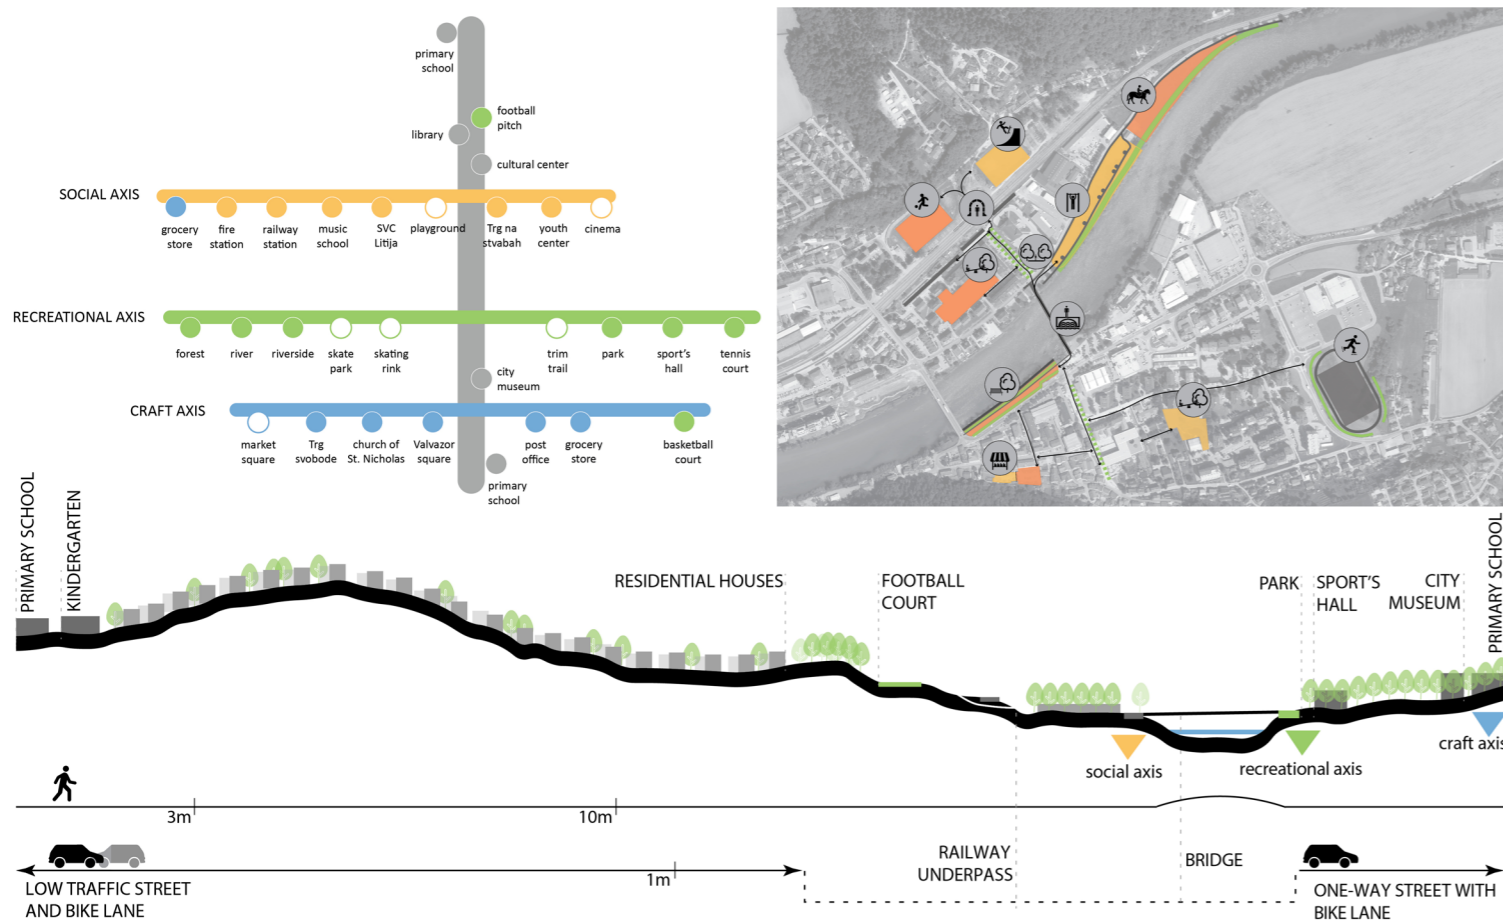 primary
school
football
pitch
library
cultural center
SOCIAL AXIS
grocery
store
fire
station
railway
station
music
school
SVC
Litija
playground
Trg na
stvabah
youth
center
cinema
RECREATIONAL AXIS
forest
river
riverside
skate
park
skating
rink
trim
trail
park
sport's
hall
tennis
court
city
museum
CRAFT AXIS
market
square
Trg
svobode
church of
St. Nicholas
Valvazor
square
post
office
grocery
store
basketball
court
primary
school
PRIMARY SCHOOL
KINDERGARTEN
RESIDENTIAL HOUSES
FOOTBALL
COURT
PARK
SPORT'S
HALL
CITY
MUSEUM
PRIMARY SCHOOL
social axis
recreational axis
craft axis
3m
10m
1m
LOW TRAFFIC STREET
AND BIKE LANE
RAILWAY
UNDERPASS
BRIDGE
ONE-WAY STREET WITH
BIKE LANE